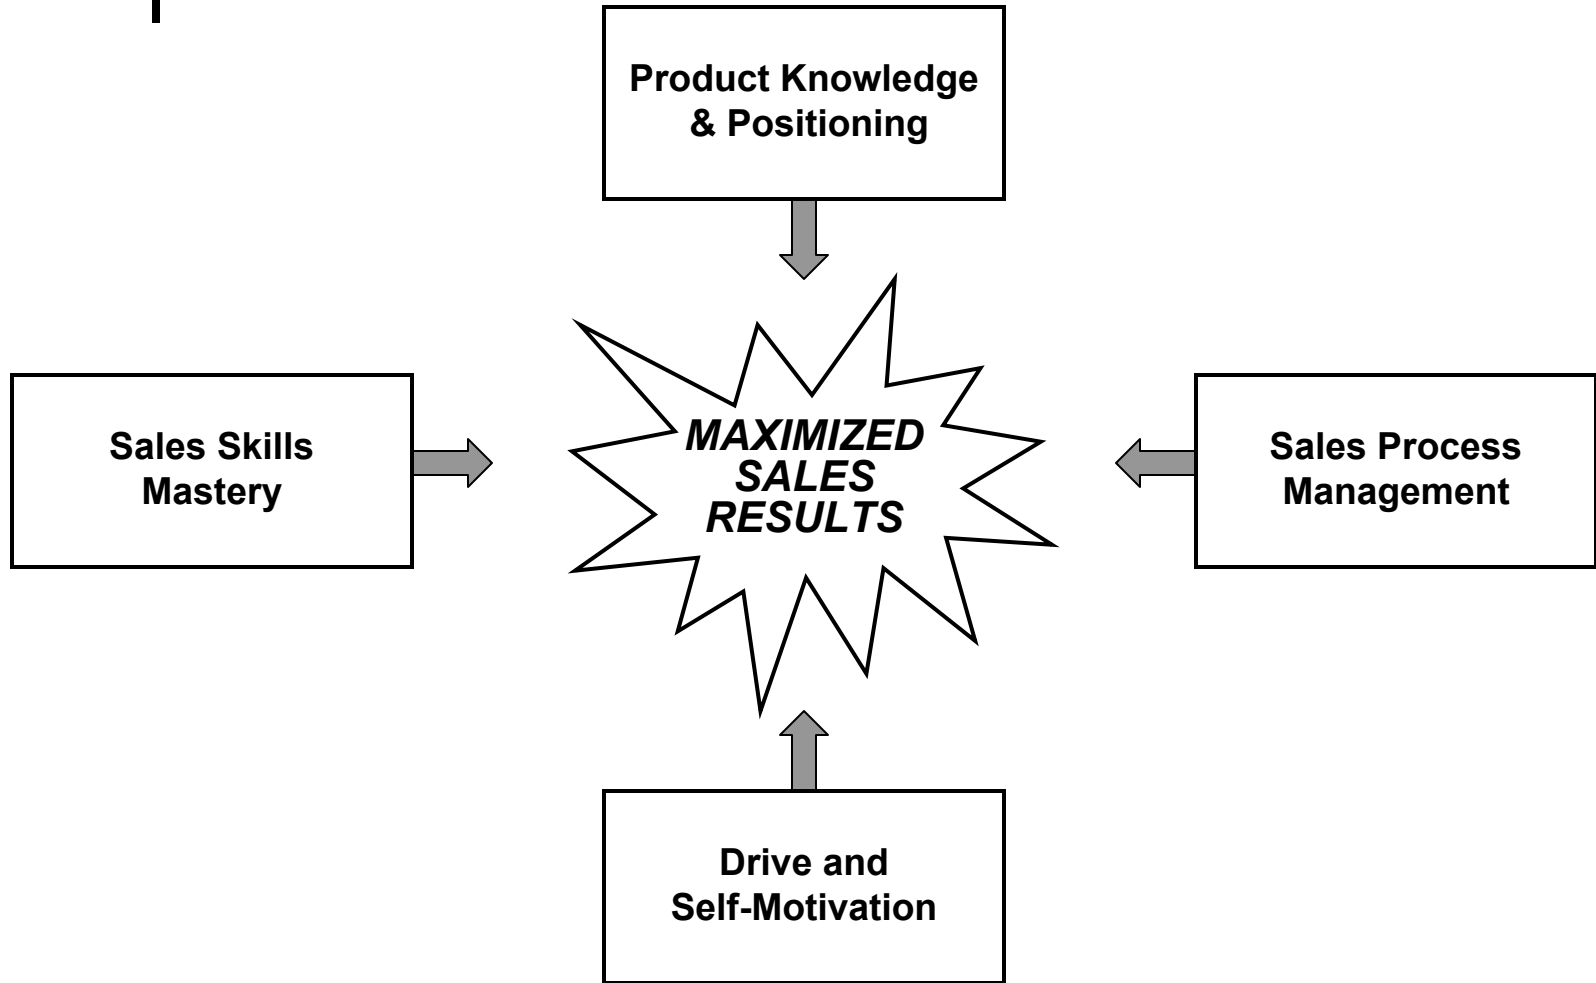 Product Knowledge
& Positioning
Sales Skills
Mastery
MAXIMIZED
SALES
RESULTS
Sales Process
Management
Drive and
Self-Motivation